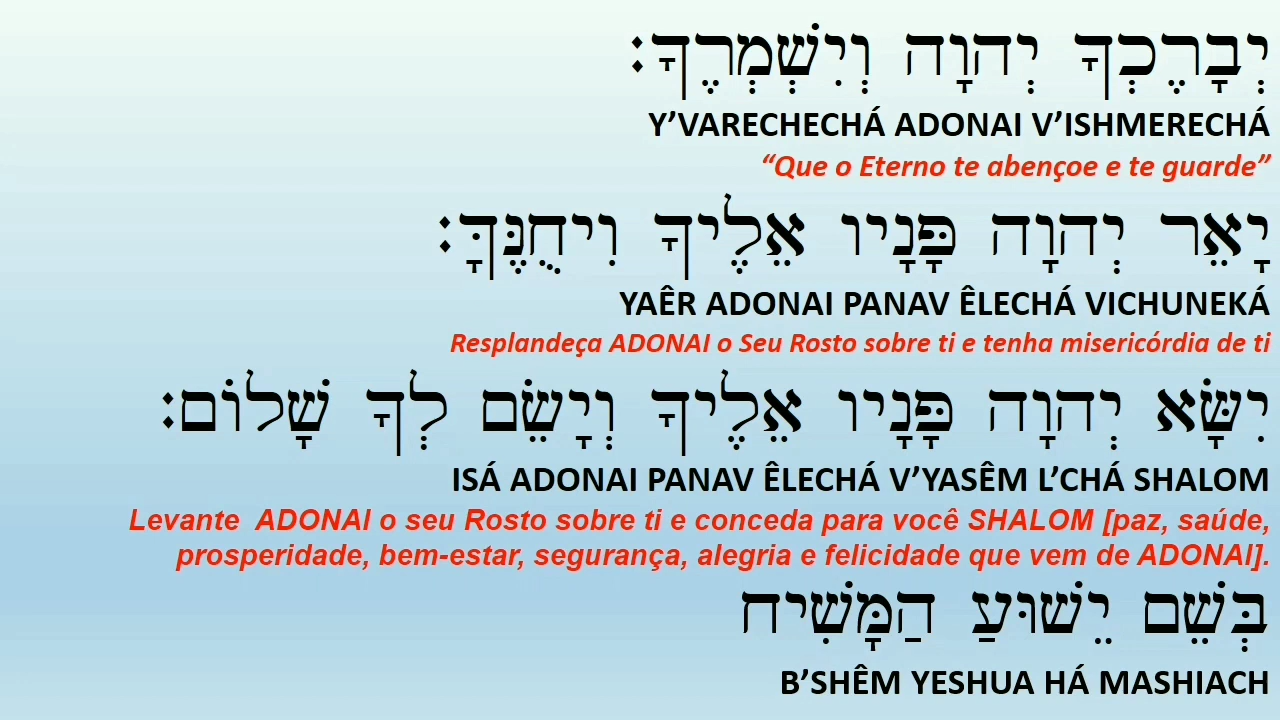 יְבָרֶכְךָ יְהוָה וְיִשְׁמְרֶךָ׃
Y’VARECHECHÁ ADONAI V’ISHMERECHÁ
“Que o Eterno te abençoe e te guarde”
יָאֵר יְהוָה פָּנָיו אֵלֶיךָ וִיחֻנֶּךָּ׃
YAÊR ADONAI PANAV ÊLECHÁ VICHUNEKÁ
Resplandeça ADONAI o Seu Rosto sobre ti e tenha misericórdia de ti
יִשָּׂא יְהוָה פָּנָיו אֵלֶיךָ וְיָשֵׂם לְךָ שָׁלוֹם׃
ISÁ ADONAI PANAV ÊLECHÁ V’YASÊM L’CHÁ SHALOM
Levante  ADONAI o seu Rosto sobre ti e conceda para você SHALOM [paz, saúde,
prosperidade, bem-estar, segurança, alegria e felicidade que vem de ADONAI].
בְּשֵׁם יֵשׁוּעַ הַמָּשִׁיח
B’SHÊM YESHUA HÁ MASHIACH